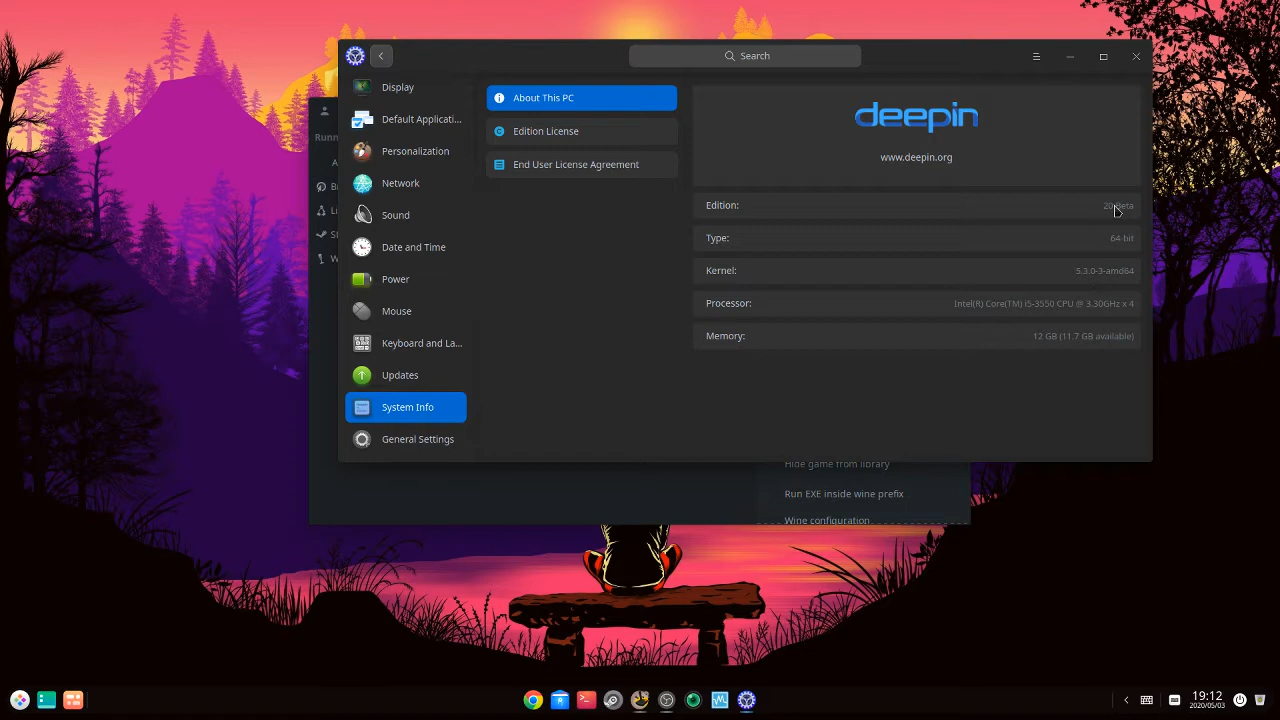 Search
Display
Default Applicati...
Personalization
Network
Sound
Date and Time
Power
Mouse
Keyboard and La...
Updates
System Info
General Settings
About This PC
Edition License
End User License Agreement
deepin
www.deepin.org
Edition:
20 Beta
Type:
64 bit
Kernel:
5.3.0-3-amd64
Processor:
Intel(R) Core(TM) i5-3550 CPU @ 3.30GHz x 4
Memory:
12 GB (11.7 GB available)
Runn
Hide game from library
Run EXE inside wine prefix
Wine configuration
19:12
2020/05/03